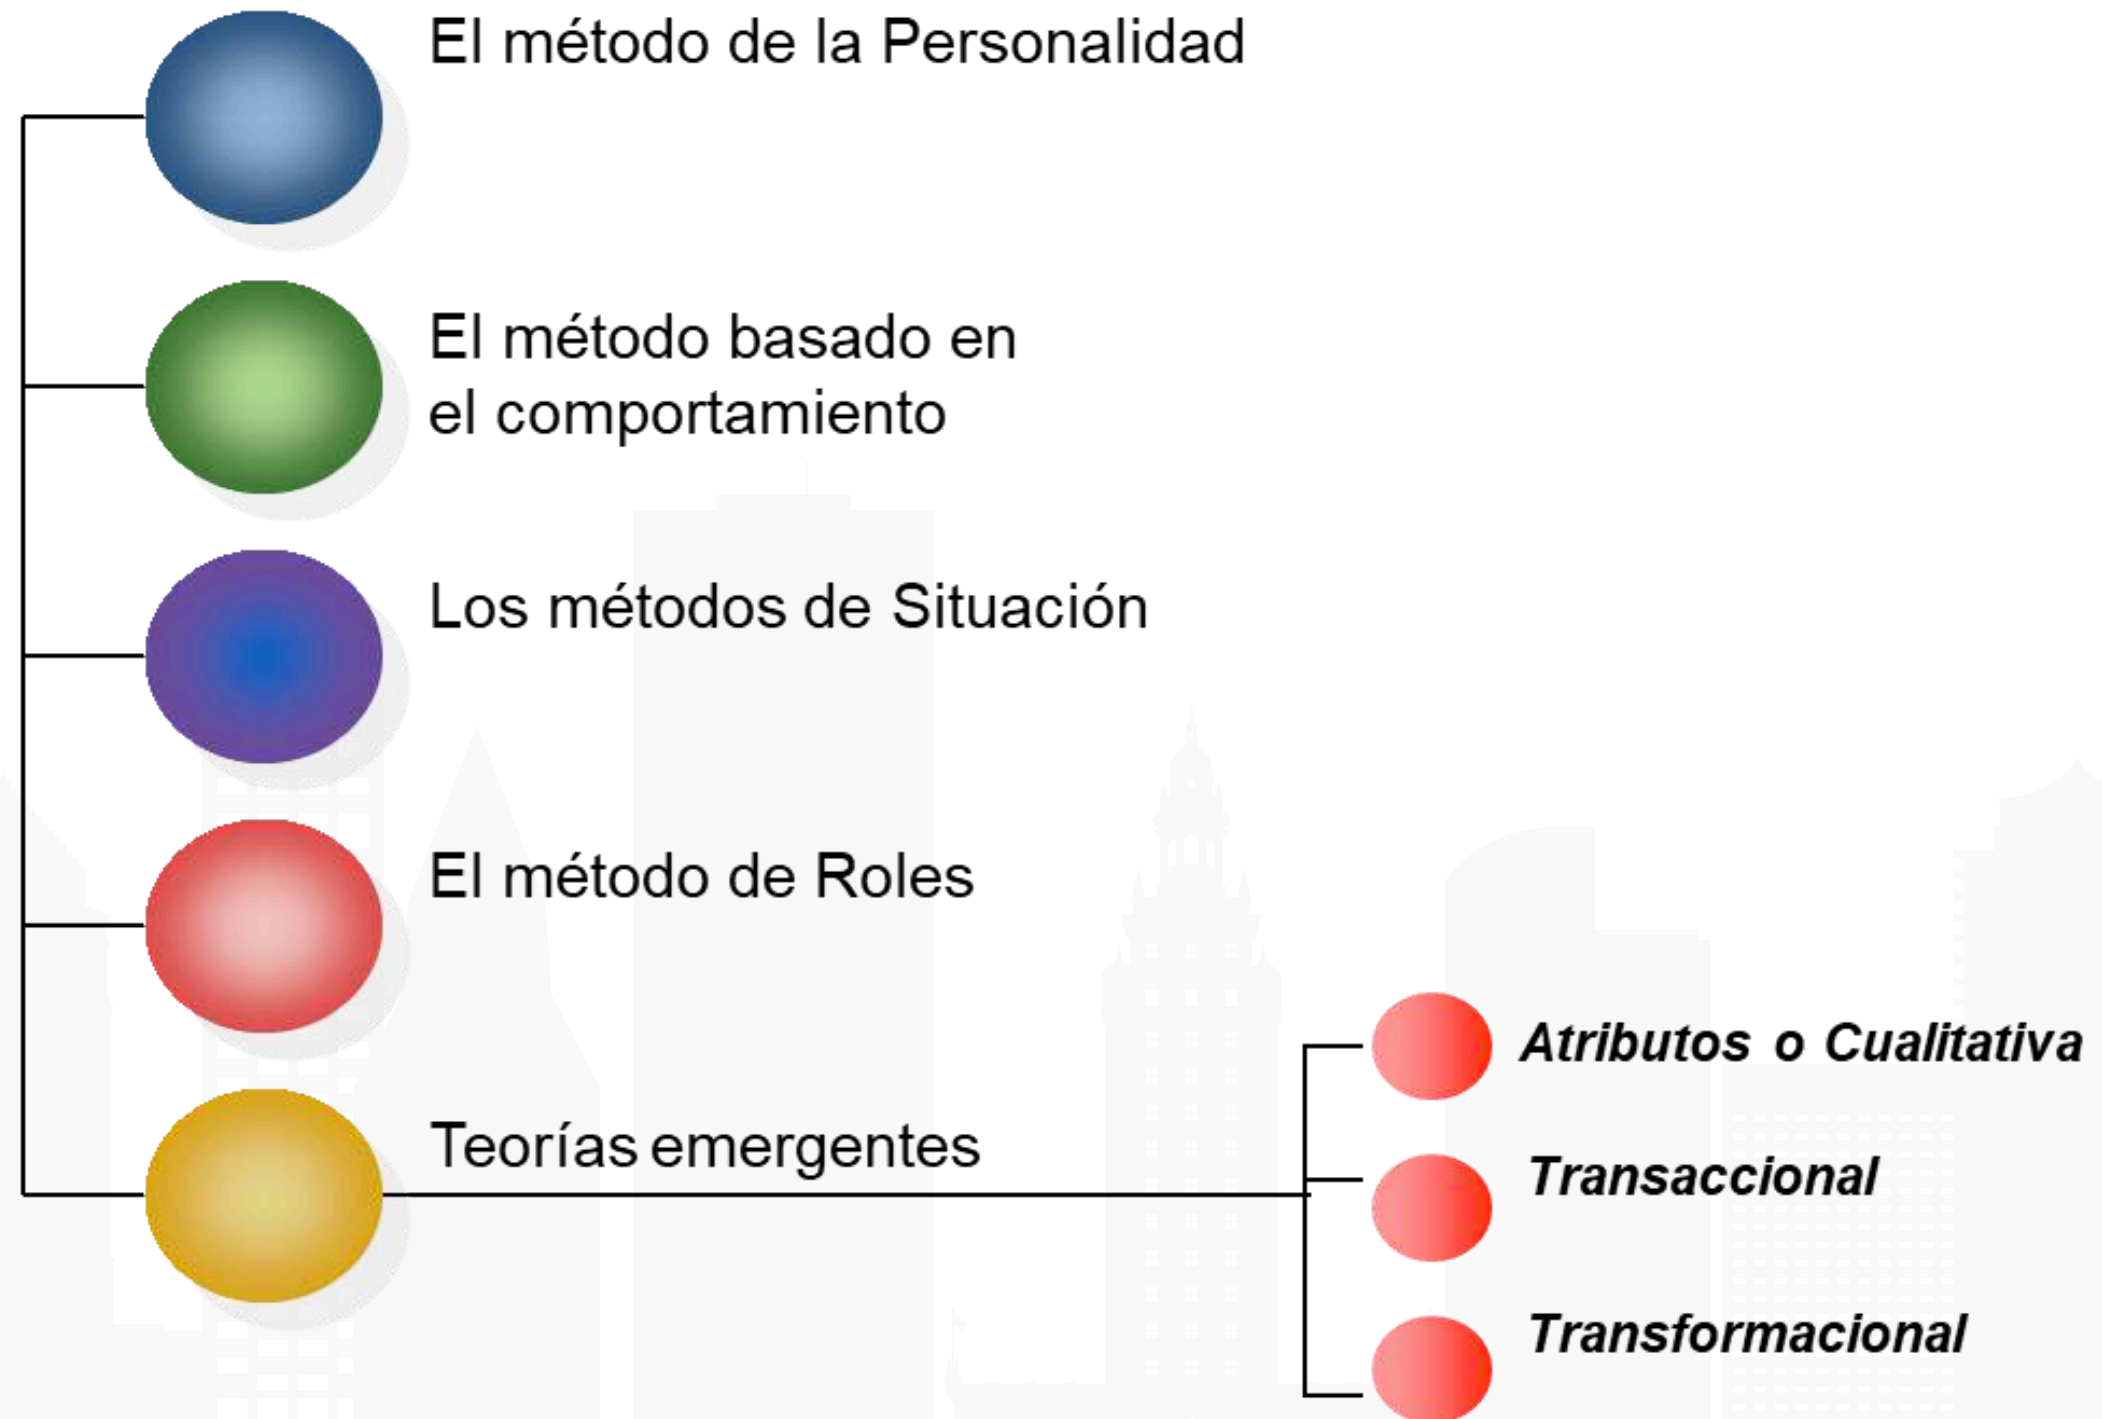 El método de la Personalidad
El método basado en
el comportamiento
Los métodos de Situación
El método de Roles
Teorías emergentes
Atributos o Cualitativa
Transaccional
Transformacional